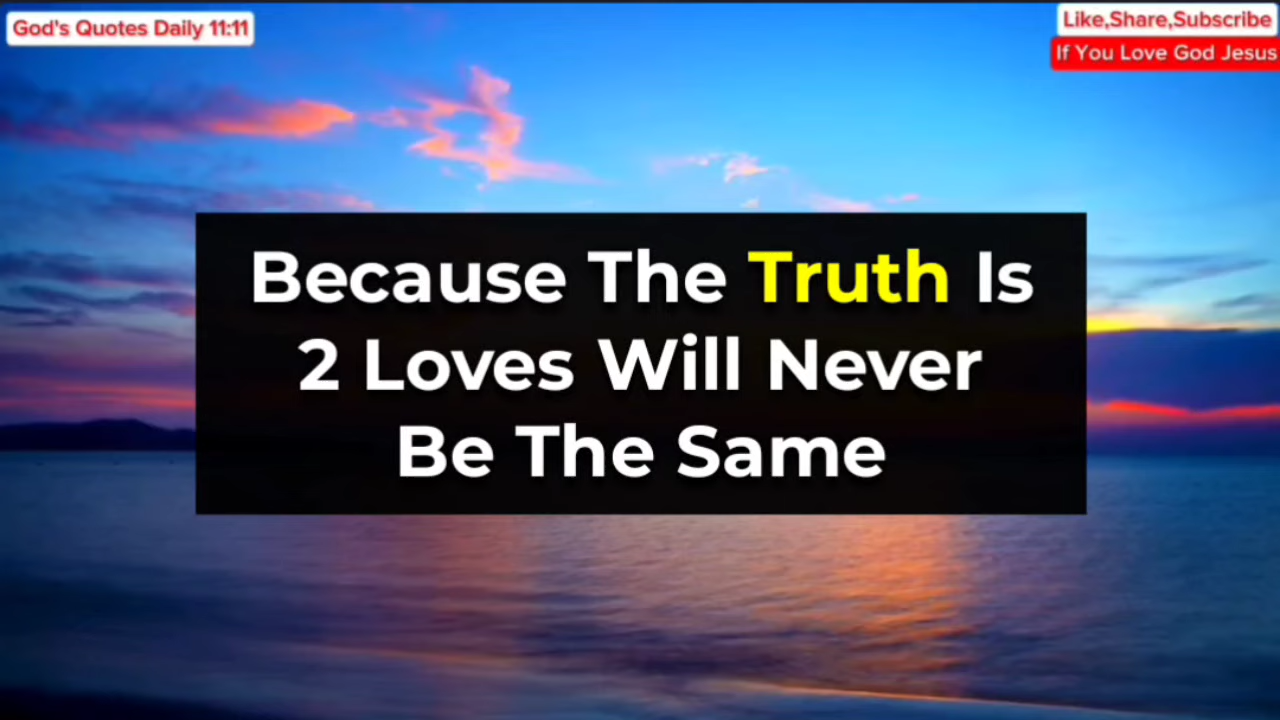 God's Quotes Daily 11:11
Like,Share,Subscribe
If You Love God Jesus
Because The Truth Is
2 Loves Will Never
Be The Same